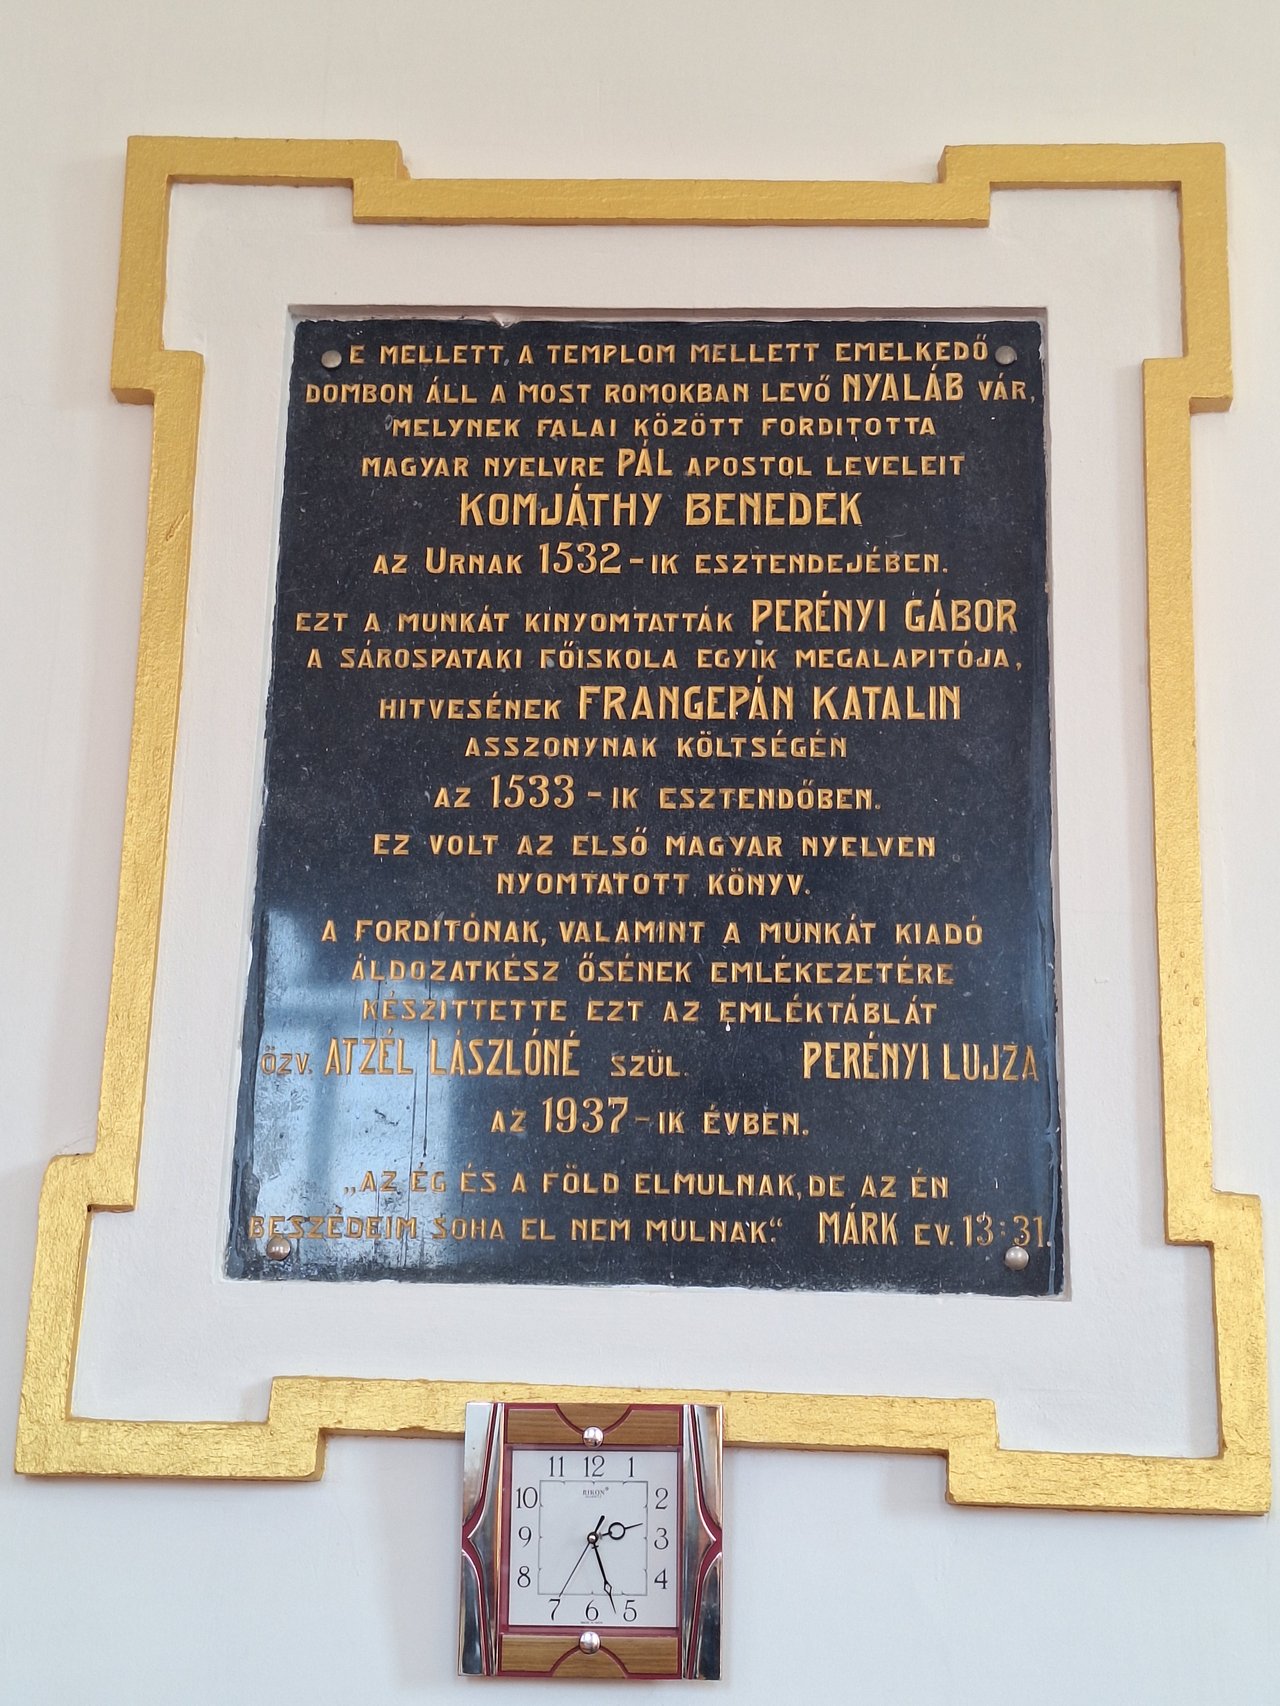 E MELLETT A TEMPLOM MELLETT EMELKEDŐ
DOMBON ÁLL A MOST ROMOKBAN LEVŐ NYALÁB VÁR,
MELYNEK FALAI KÖZÖTT FORDITOTTA
MAGYAR NYELVRE PÁL APOSTOL LEVELEIT
KOMJÁTHY BENEDEK
AZ URNAK 1532-IK ESZTENDEJÉBEN.
EZT A MUNKÁT KINYOMTATTÁK PERÉNYI GÁBOR
A SÁROSPATAKI FŐISKOLA EGYIK MEGALAPITÓJA,
HITVESÉNEK FRANGEPÁN KATALIN
ASSZONYNAK KÖLTSÉGÉN
AZ 1533-IK ESZTENDŐBEN.
EZ VOLT AZ ELSŐ MAGYAR NYELVEN
NYOMTATOTT KÖNYV.
A FORDITÓNAK, VALAMINT A MUNKÁT KIADÓ
ÁLDOZATKÉSZ ŐSÉNEK EMLÉKEZETÉRE
KÉSZITTETTE EZT AZ EMLÉKTÁBLÁT
ÖZV. ATZÉL LÁSZLÓNÉ SZÜL. PERÉNYI LUJZA
AZ 1937-IK ÉVBEN.
„AZ ÉG ÉS A FÖLD ELMULNAK, DE AZ ÉN
BESZÉDEIM SOHA EL NEM MULNAK." MÁRK EV. 13:31.
11 12 1
RIKON
10 2
9 3
8 4
7 6 5